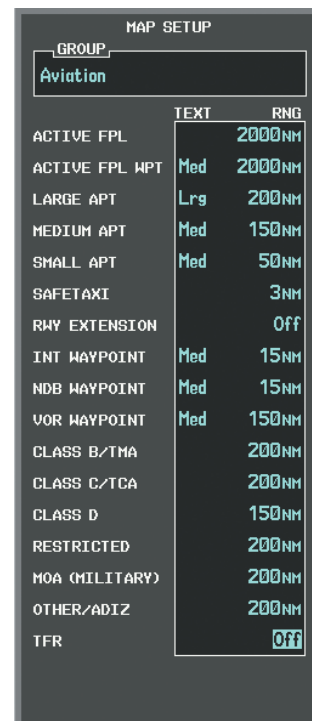 MAP SETUP
GROUP
Aviation
TEXT RNG
ACTIVE FPL 2000NM
ACTIVE FPL WPT Med 2000NM
LARGE APT Lrg 200NM
MEDIUM APT Med 150NM
SMALL APT Med 50NM
SAFETAXI 3NM
RWY EXTENSION Off
INT WAYPOINT Med 15NM
NDB WAYPOINT Med 15NM
VOR WAYPOINT Med 150NM
CLASS B/TMA 200NM
CLASS C/TCA 200NM
CLASS D 150NM
RESTRICTED 200NM
MOA (MILITARY) 200NM
OTHER/ADIZ 200NM
TFR Off